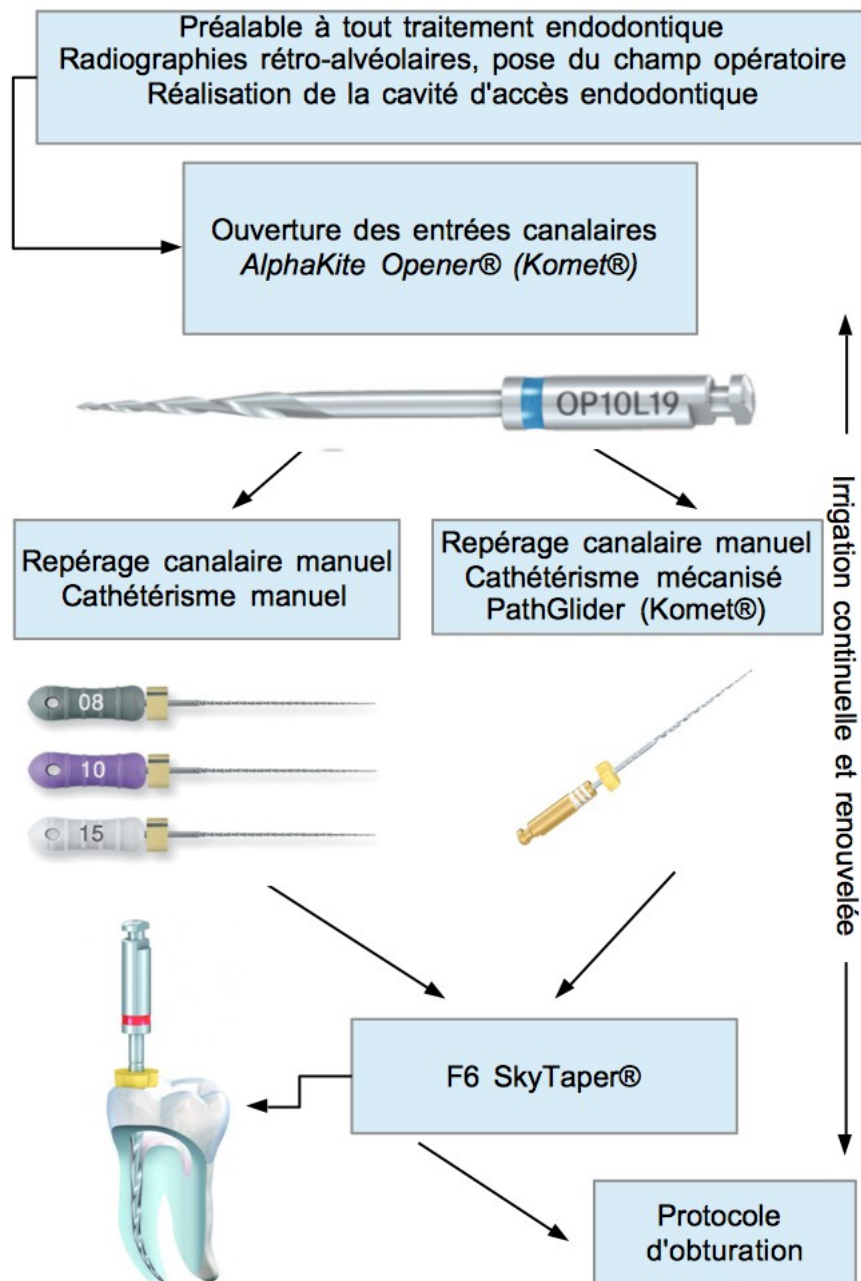 Préalable à tout traitement endodontique
Radiographies rétro-alvéolaires, pose du champ opératoire
Réalisation de la cavité d'accès endodontique
Ouverture des entrées canalaires
AlphaKite Opener® (Komet®)
OP10L19
Repérage canalaire manuel
Cathétérisme manuel
Repérage canalaire manuel
Cathétérisme mécanisé
PathGlider (Komet®)
Irrigation continuelle et renouvelée
08
10
15
F6 SkyTaper®
Protocole
d'obturation